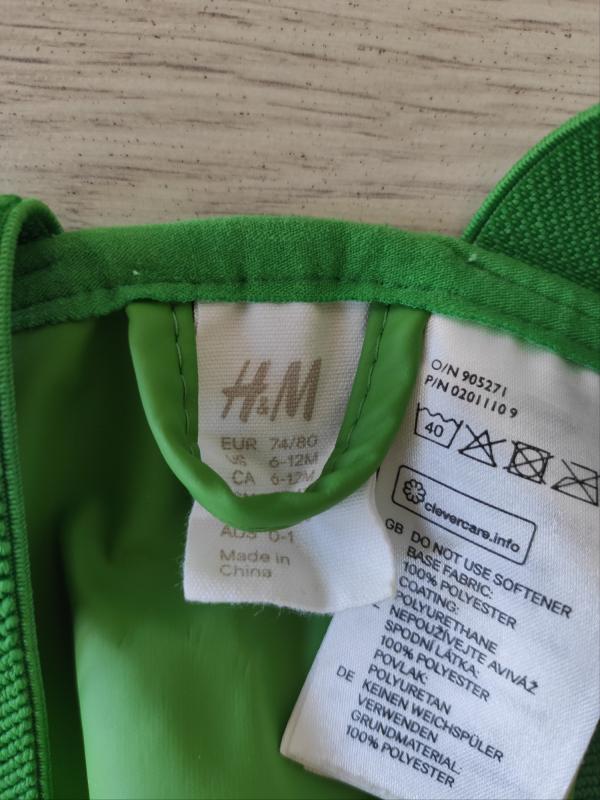 H&M
EUR 74/80
US 6-12M
CA 6-12M
AUS 0-1
Made in
China
O/N 905271
P/N 02011109
40
clevercare.info
GB DO NOT USE SOFTENER
BASE FABRIC:
100% POLYESTER
COATING:
POLYURETHANE
NEPOUŽÍVEJTE AVIVÁŽ
SPODNÍ LÁTKA:
100% POLYESTER
POVLAK:
POLYURETAN
DE KEINEN WEICHSPÜLER
VERWENDEN
GRUNDMATERIAL:
100% POLYESTER